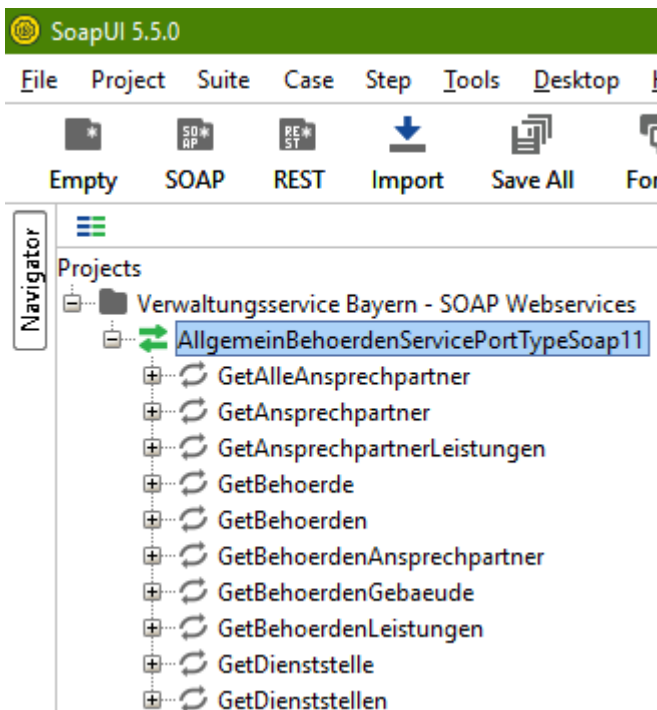 SoapUI 5.5.0
File Project Suite Case Step Tools Desktop
Empty SOAP REST Import Save All
Navigator
Projects
Verwaltungsservice Bayern - SOAP Webservices
AllgemeinBehoerdenServicePortTypeSoap11
GetAlleAnsprechpartner
GetAnsprechpartner
GetAnsprechpartnerLeistungen
GetBehoerde
GetBehoerden
GetBehoerdenAnsprechpartner
GetBehoerdenGebaeude
GetBehoerdenLeistungen
GetDienststelle
GetDienststellen